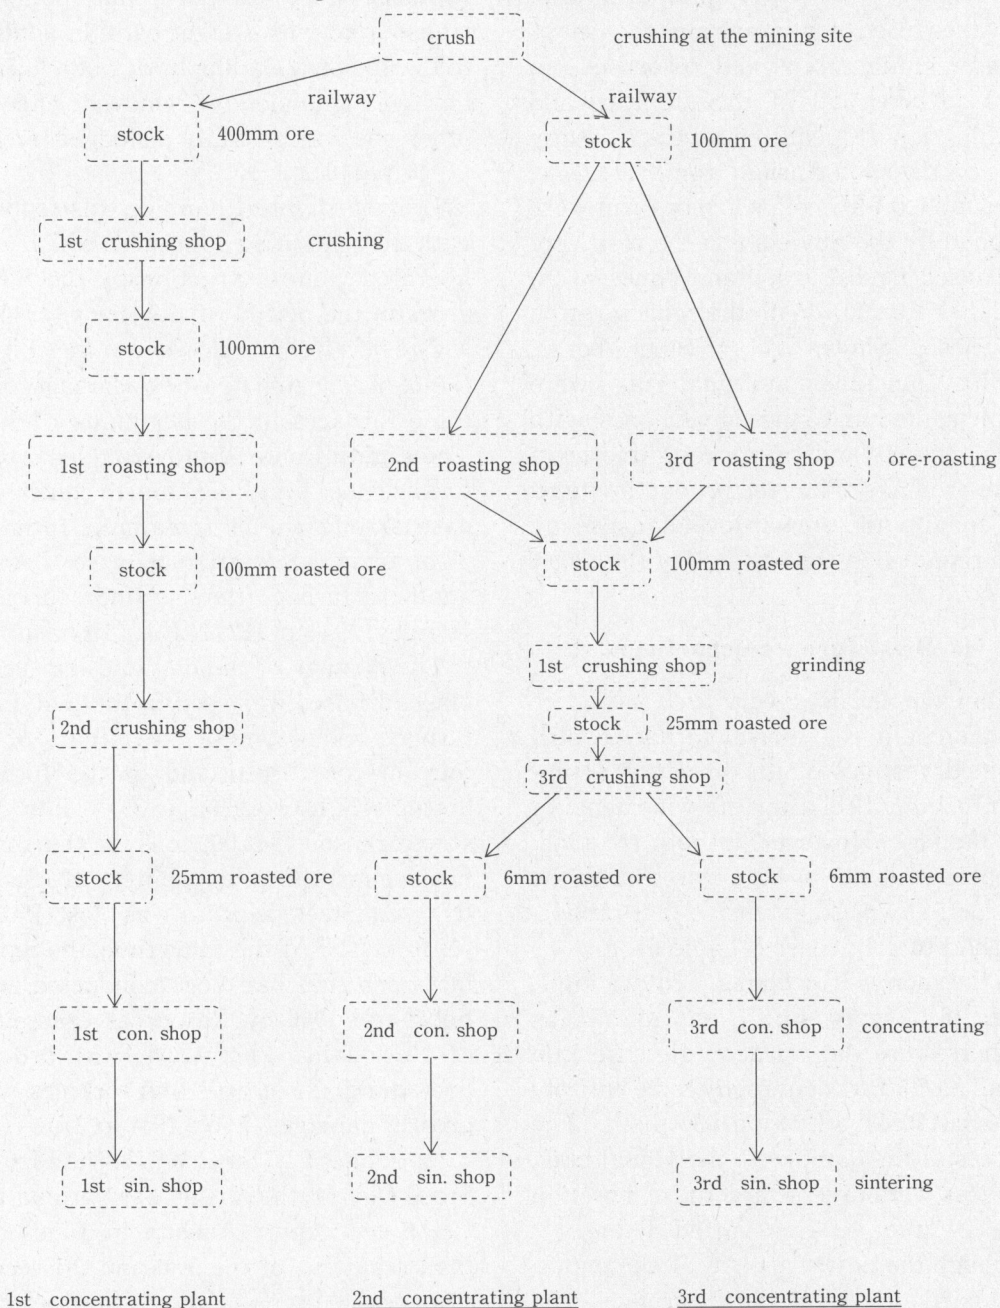 crush crushing at the mining site
railway railway
stock 400mm ore stock 100mm ore
1st crushing shop crushing
stock 100mm ore
1st roasting shop 2nd roasting shop 3rd roasting shop ore-roasting
stock 100mm roasted ore stock 100mm roasted ore
1st crushing shop grinding
2nd crushing shop stock 25mm roasted ore
3rd crushing shop
stock 25mm roasted ore stock 6mm roasted ore stock 6mm roasted ore
1st con. shop 2nd con. shop 3rd con. shop concentrating
1st sin. shop 2nd sin. shop 3rd sin. shop sintering
1st concentrating plant 2nd concentrating plant 3rd concentrating plant